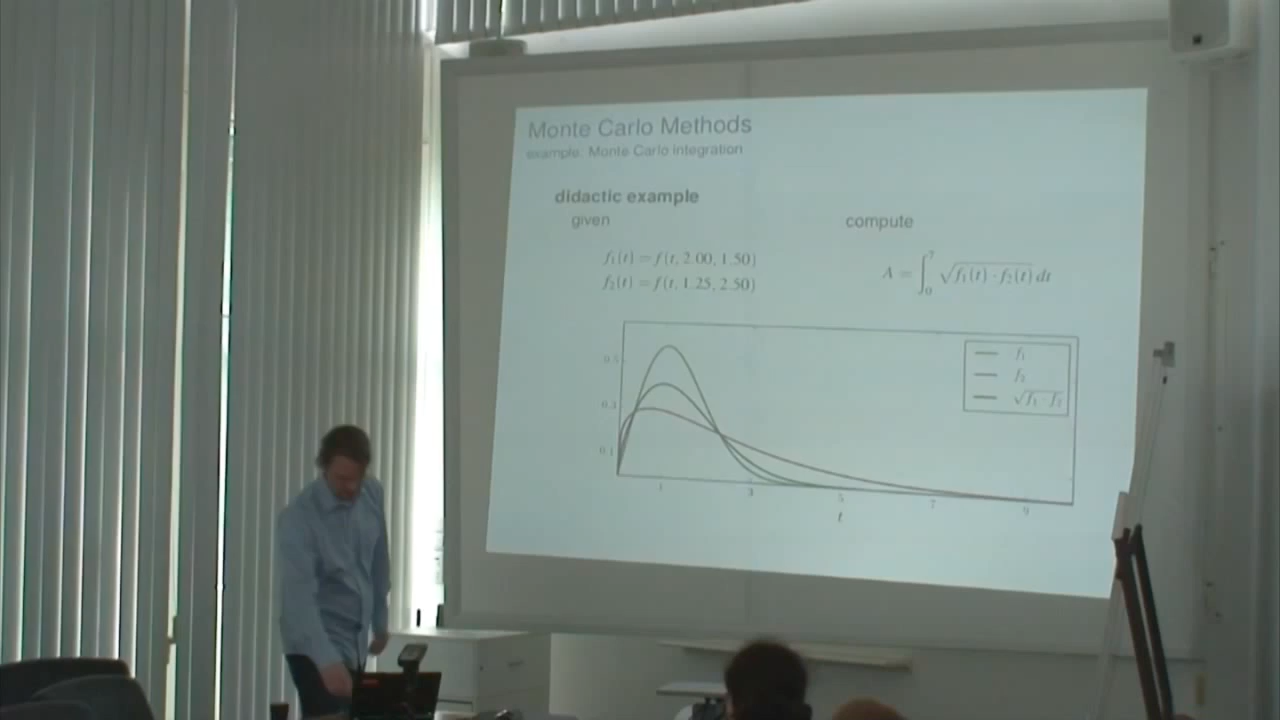 Monte Carlo Methods
example: Monte Carlo integration
didactic example
given
compute
f₁(t) = f(t, 2.00, 1.50)
f₂(t) = f(t, 1.25, 2.50)
A = ∫₀⁷ √f₁(t) · f₂(t) dt
f₁
f₂
√f₁ · f₂
0.5
0.3
0.1
1 3 5 7 9
t